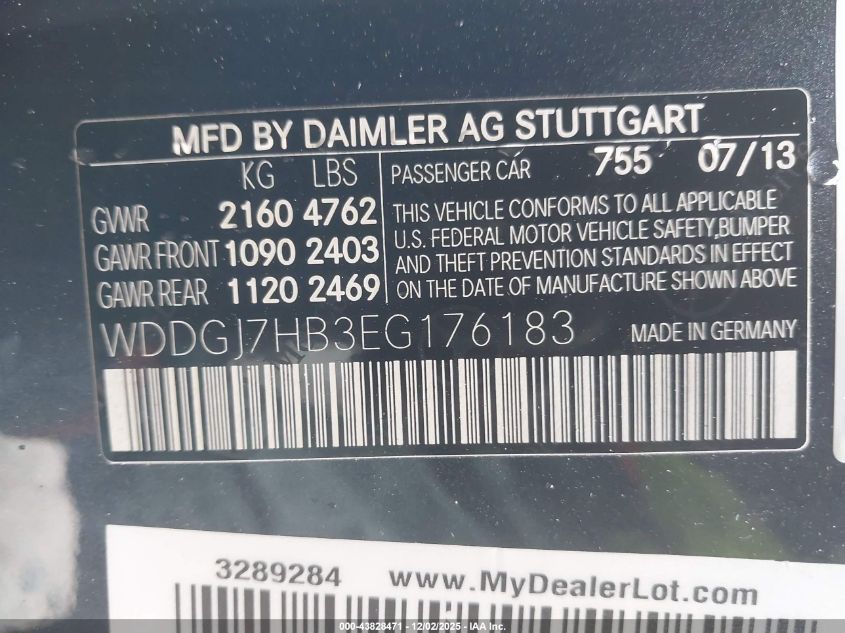 MFD BY DAIMLER AG STUTTGART
KG LBS
GVWR 2160 4762
GAWR FRONT 1090 2403
GAWR REAR 1120 2469
PASSENGER CAR 755 07/13
THIS VEHICLE CONFORMS TO ALL APPLICABLE
U.S. FEDERAL MOTOR VEHICLE SAFETY,BUMPER
AND THEFT PREVENTION STANDARDS IN EFFECT
ON THE DATE OF MANUFACTURE SHOWN ABOVE
WDDGJ7HB3EG176183 MADE IN GERMANY
3289284 www.MyDealerLot.com
000-43828471 - 12/02/2025 - IAA Inc.